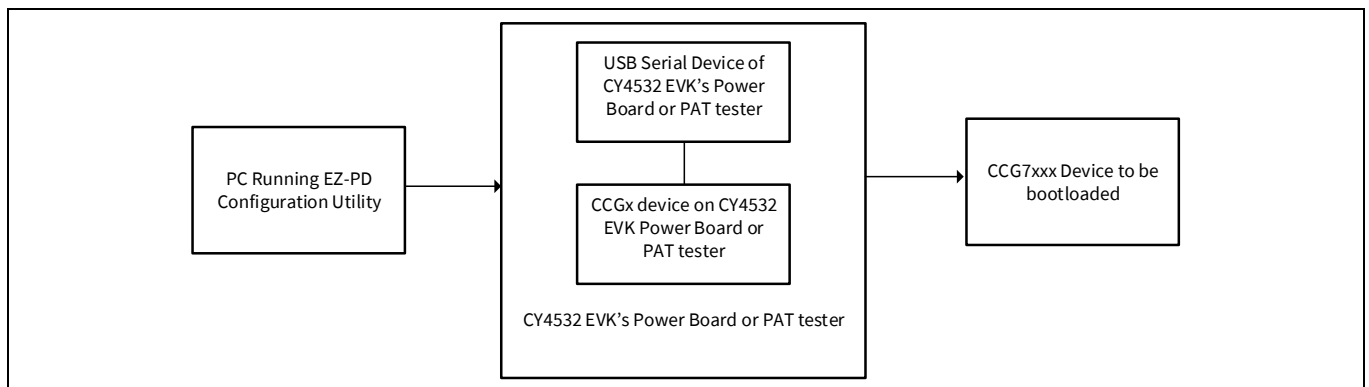 PC Running EZ-PD
Configuration Utility
USB Serial Device of
CY4532 EVK's Power
Board or PAT tester
CCGx device on CY4532
EVK Power Board or
PAT tester
CY4532 EVK's Power Board or PAT tester
CCG7xxx Device to be
bootloaded